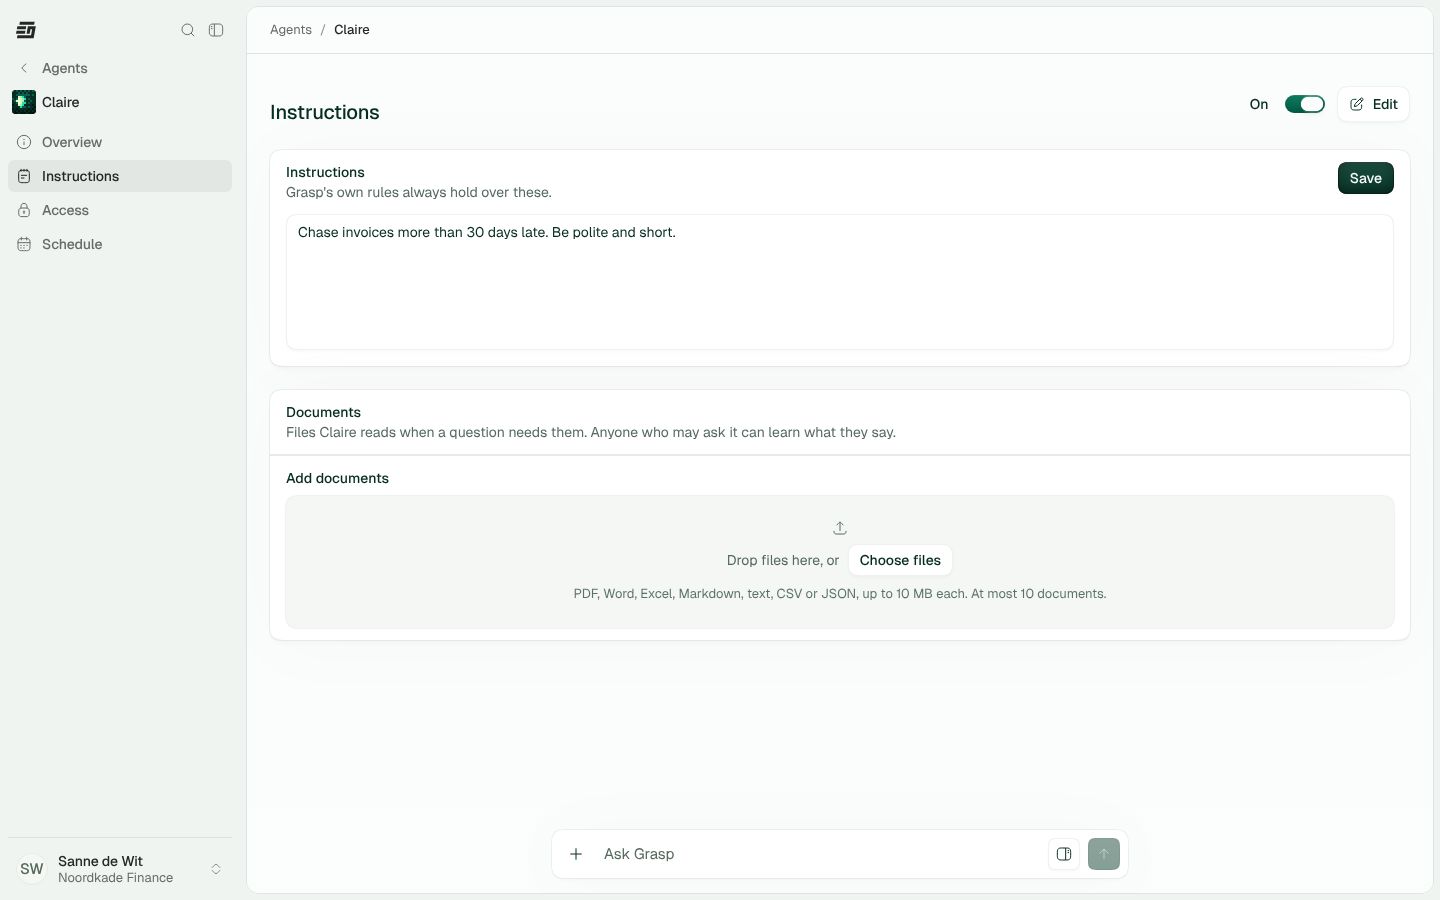 Agents / Claire
Agents
Claire
Overview
Instructions
Access
Schedule
Instructions
On
Edit
Instructions
Grasp's own rules always hold over these.
Save
Chase invoices more than 30 days late. Be polite and short.
Documents
Files Claire reads when a question needs them. Anyone who may ask it can learn what they say.
Add documents
Drop files here, or Choose files
PDF, Word, Excel, Markdown, text, CSV or JSON, up to 10 MB each. At most 10 documents.
Ask Grasp
SW
Sanne de Wit
Noordkade Finance